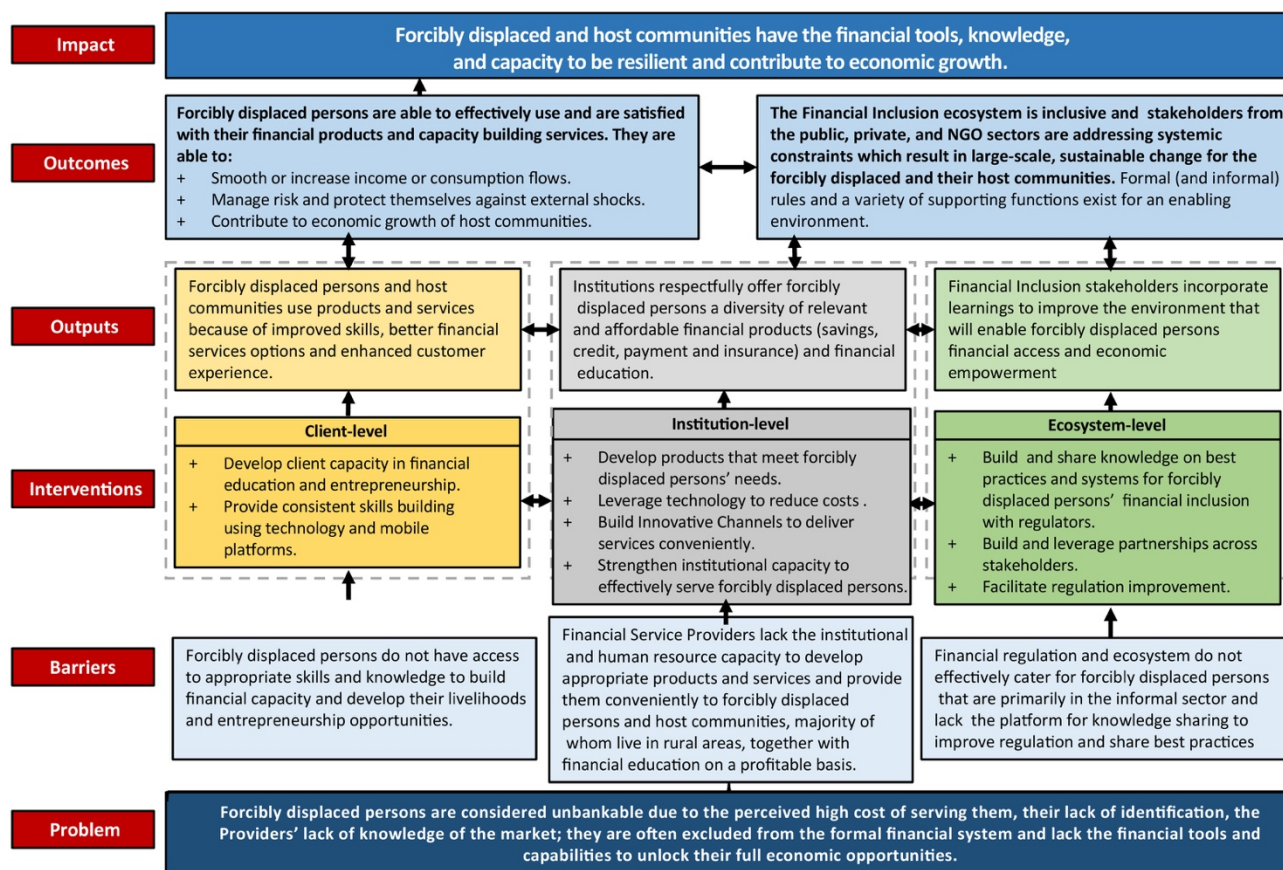 Impact
Forcibly displaced and host communities have the financial tools, knowledge,
and capacity to be resilient and contribute to economic growth.
Outcomes
Forcibly displaced persons are able to effectively use and are satisfied
with their financial products and capacity building services. They are
able to:
+ Smooth or increase income or consumption flows.
+ Manage risk and protect themselves against external shocks.
+ Contribute to economic growth of host communities.
The Financial Inclusion ecosystem is inclusive and stakeholders from
the public, private, and NGO sectors are addressing systemic
constraints which result in large-scale, sustainable change for the
forcibly displaced and their host communities. Formal (and informal)
rules and a variety of supporting functions exist for an enabling
environment.
Outputs
Forcibly displaced persons and host
communities use products and services
because of improved skills, better financial
services options and enhanced customer
experience.
Institutions respectfully offer forcibly
displaced persons a diversity of relevant
and affordable financial products (savings,
credit, payment and insurance) and financial
education.
Financial Inclusion stakeholders incorporate
learnings to improve the environment that
will enable forcibly displaced persons
financial access and economic
empowerment
Interventions
Client-level
+ Develop client capacity in financial
education and entrepreneurship.
+ Provide consistent skills building
using technology and mobile
platforms.
Institution-level
+ Develop products that meet forcibly
displaced persons' needs.
+ Leverage technology to reduce costs .
+ Build Innovative Channels to deliver
services conveniently.
+ Strengthen institutional capacity to
effectively serve forcibly displaced persons.
Ecosystem-level
+ Build and share knowledge on best
practices and systems for forcibly
displaced persons' financial inclusion
with regulators.
+ Build and leverage partnerships across
stakeholders.
+ Facilitate regulation improvement.
Barriers
Forcibly displaced persons do not have access
to appropriate skills and knowledge to build
financial capacity and develop their livelihoods
and entrepreneurship opportunities.
Financial Service Providers lack the institutional
and human resource capacity to develop
appropriate products and services and provide
them conveniently to forcibly displaced
persons and host communities, majority of
whom live in rural areas, together with
financial education on a profitable basis.
Financial regulation and ecosystem do not
effectively cater for forcibly displaced persons
that are primarily in the informal sector and
lack the platform for knowledge sharing to
improve regulation and share best practices
Problem
Forcibly displaced persons are considered unbankable due to the perceived high cost of serving them, their lack of identification, the
Providers' lack of knowledge of the market; they are often excluded from the formal financial system and lack the financial tools and
capabilities to unlock their full economic opportunities.